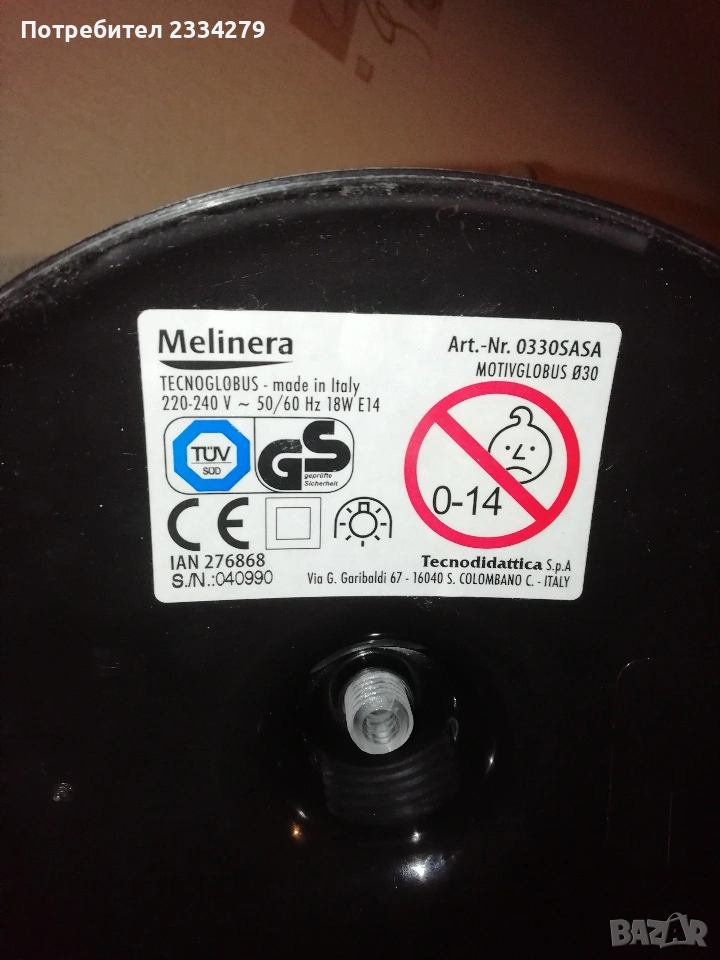 Потребител 2334279
Melinera
Art.-Nr. 0330SASA
MOTIVGLOBUS Ø30
TECNOGLOBUS - made in Italy
220-240 V ~ 50/60 Hz 18W E14
TÜV
SÜD
GS
geprüfte
Sicherheit
0-14
CE
IAN 276868
S./N.:040990
Tecnodidattica S.p.A
Via G. Garibaldi 67 - 16040 S. COLOMBANO C. - ITALY
BAZAR